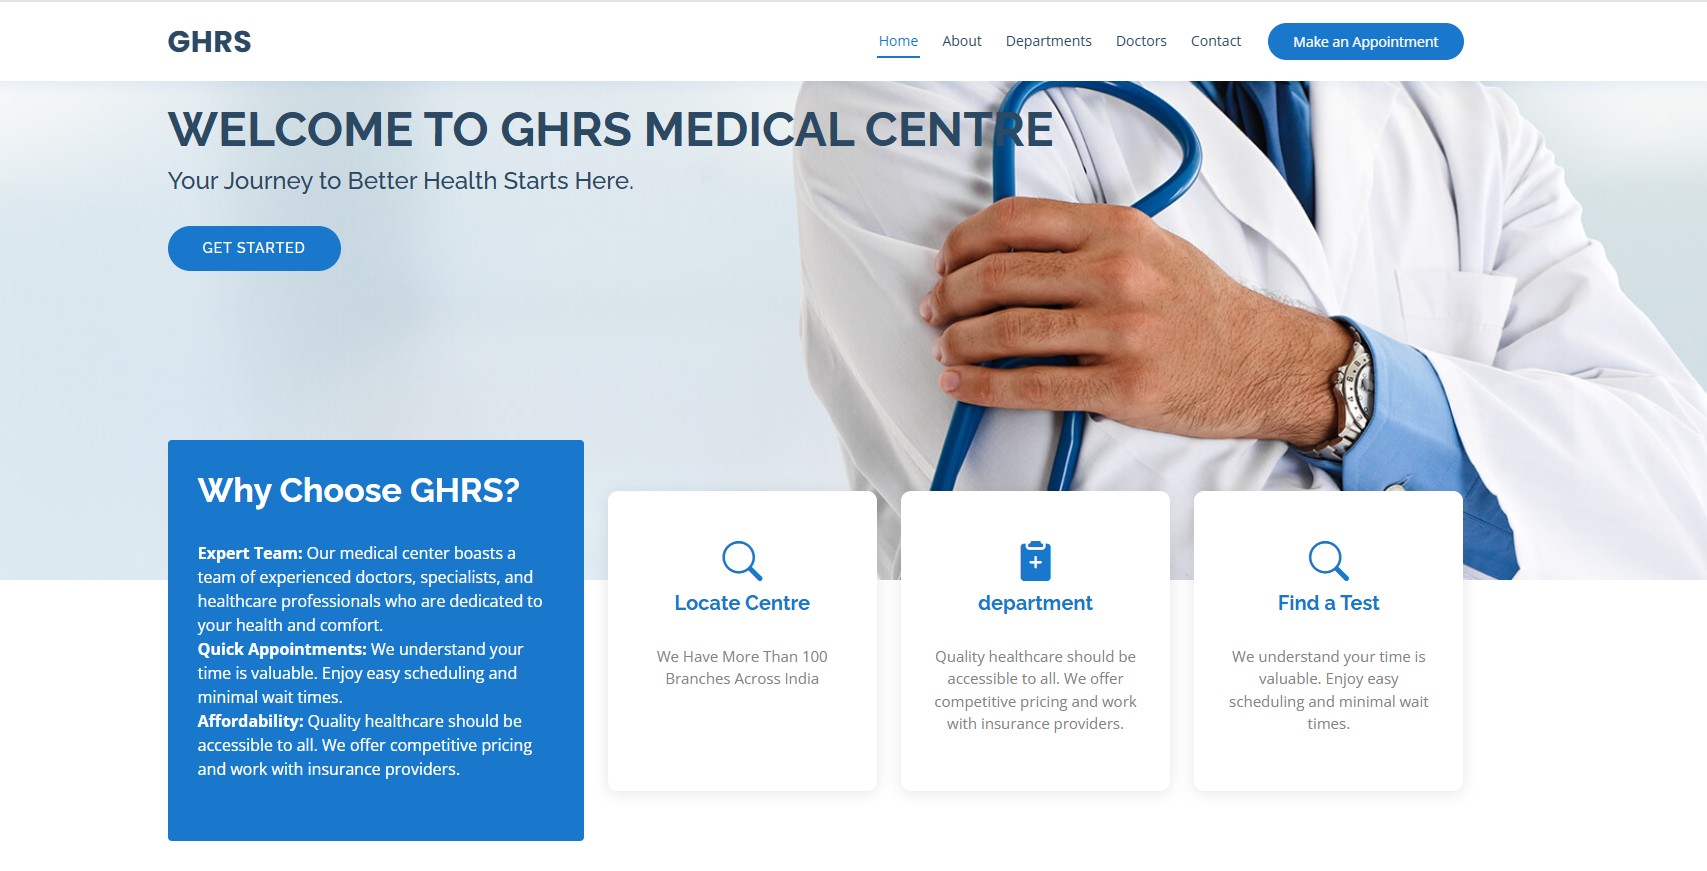 GHRS
Home About Departments Doctors Contact Make an Appointment
WELCOME TO GHRS MEDICAL CENTRE
Your Journey to Better Health Starts Here.
GET STARTED
Why Choose GHRS?
Expert Team: Our medical center boasts a
team of experienced doctors, specialists, and
healthcare professionals who are dedicated to
your health and comfort.
Quick Appointments: We understand your
time is valuable. Enjoy easy scheduling and
minimal wait times.
Affordability: Quality healthcare should be
accessible to all. We offer competitive pricing
and work with insurance providers.
Locate Centre
We Have More Than 100
Branches Across India
department
Quality healthcare should be
accessible to all. We offer
competitive pricing and work
with insurance providers.
Find a Test
We understand your time is
valuable. Enjoy easy
scheduling and minimal wait
times.